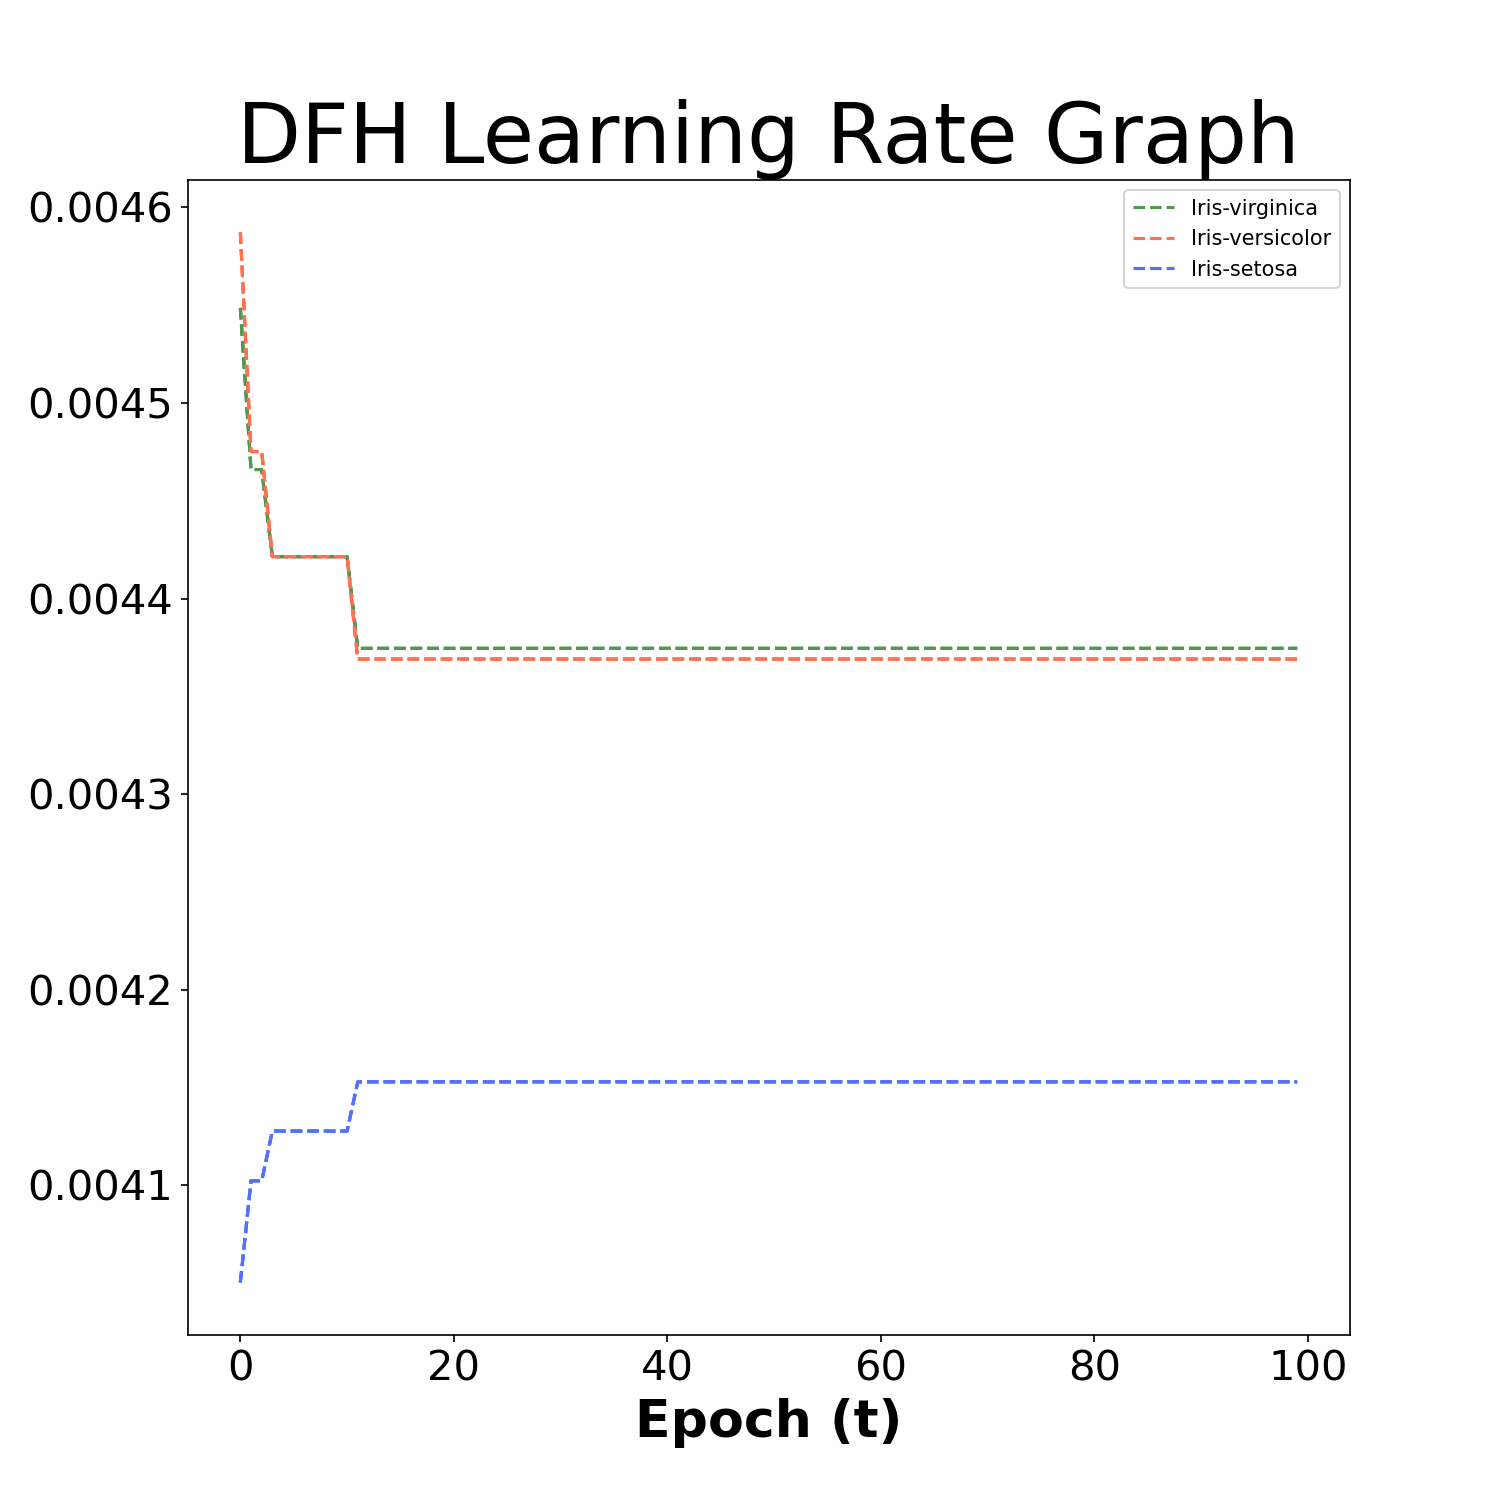 DFH Learning Rate Graph
0.0046
0.0045
0.0044
0.0043
0.0042
0.0041
Iris-virginica
Iris-versicolor
Iris-setosa
0 20 40 60 80 100
Epoch (t)